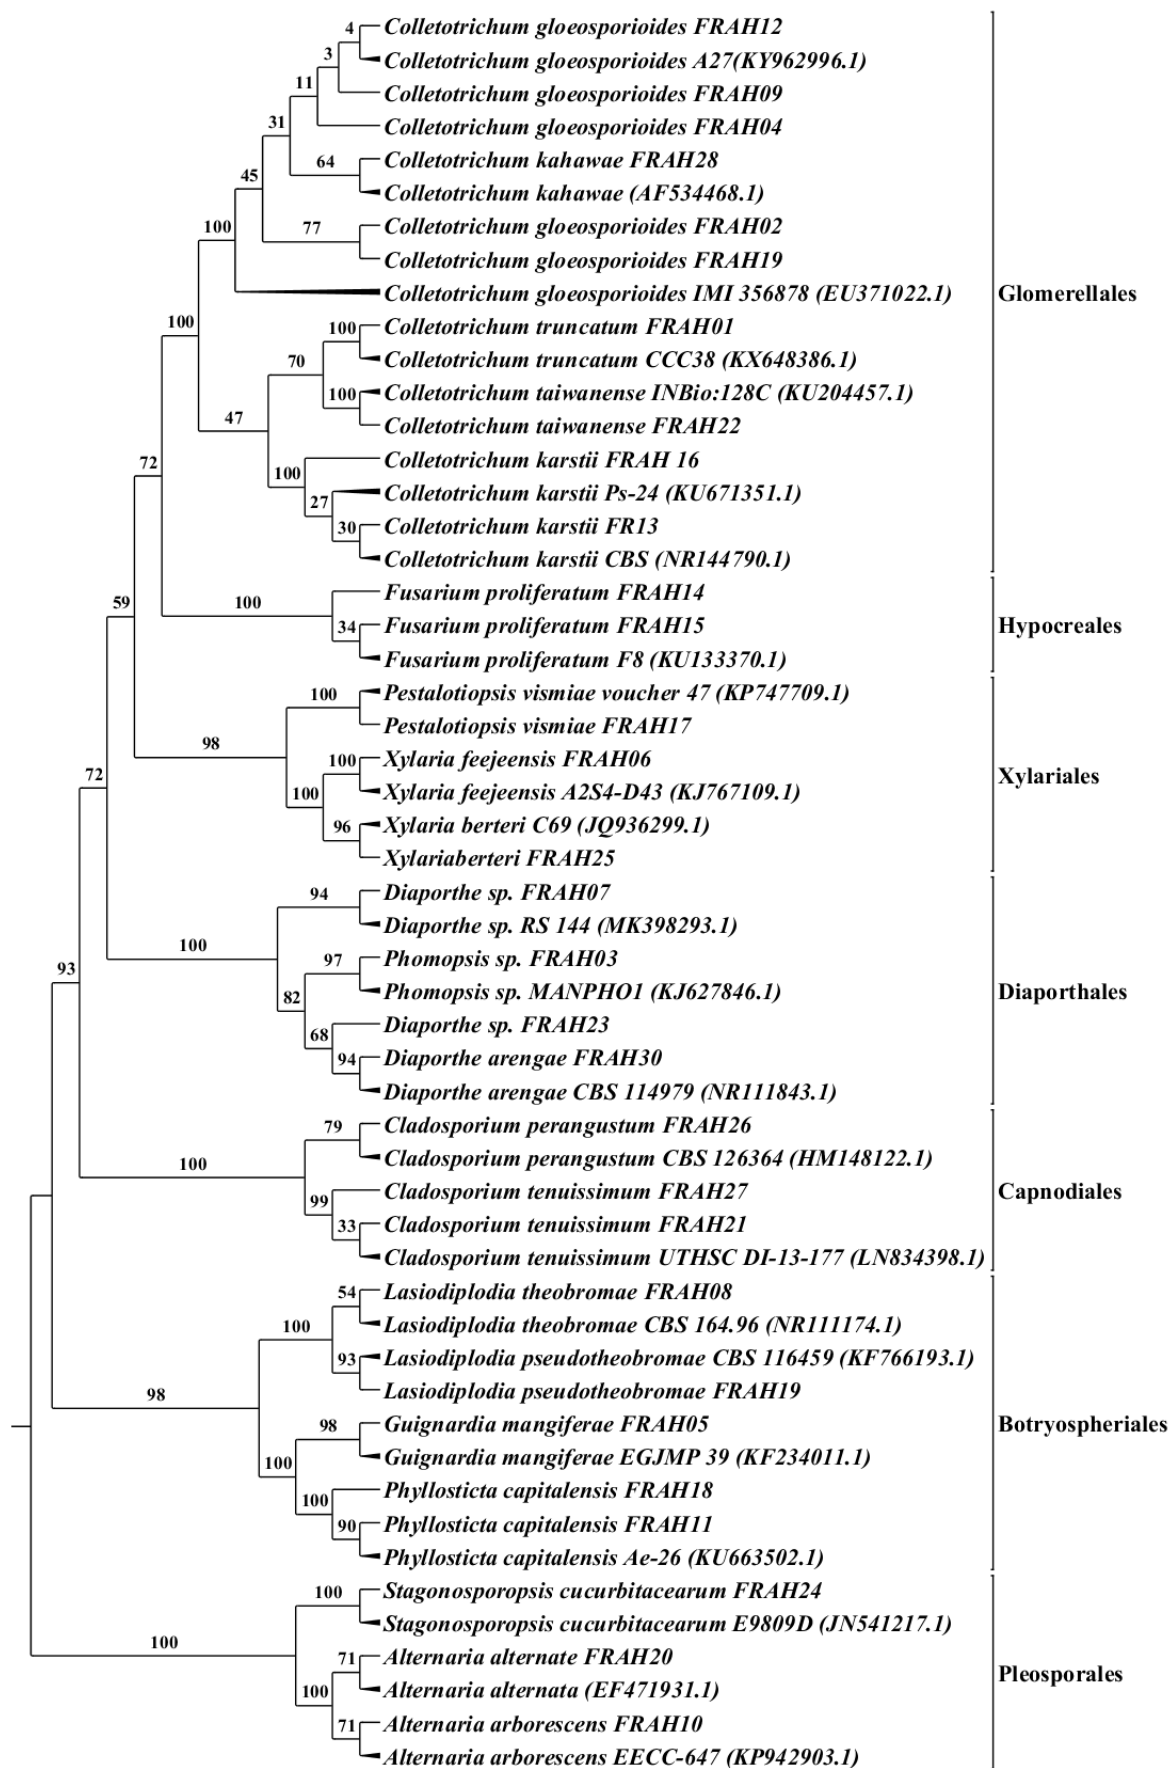 4
Colletotrichum gloeosporioides FRAH12
3
Colletotrichum gloeosporioides A27(KY962996.1)
11
Colletotrichum gloeosporioides FRAH09
31
Colletotrichum gloeosporioides FRAH04
64
Colletotrichum kahawae FRAH28
45
Colletotrichum kahawae (AF534468.1)
100
77
Colletotrichum gloeosporioides FRAH02
Colletotrichum gloeosporioides FRAH19
Colletotrichum gloeosporioides IMI 356878 (EU371022.1)
Glomerellales
100
100
Colletotrichum truncatum FRAH01
70
Colletotrichum truncatum CCC38 (KX648386.1)
100
Colletotrichum taiwanense INBio:128C (KU204457.1)
47
Colletotrichum taiwanense FRAH22
72
100
Colletotrichum karstii FRAH 16
27
Colletotrichum karstii Ps-24 (KU671351.1)
30
Colletotrichum karstii FR13
Colletotrichum karstii CBS (NR144790.1)
59
100
Fusarium proliferatum FRAH14
34
Fusarium proliferatum FRAH15
Hypocreales
Fusarium proliferatum F8 (KU133370.1)
100
Pestalotiopsis vismiae voucher 47 (KP747709.1)
98
Pestalotiopsis vismiae FRAH17
72
100
Xylaria feejeensis FRAH06
Xylariales
100
Xylaria feejeensis A2S4-D43 (KJ767109.1)
96
Xylaria berteri C69 (JQ936299.1)
Xylariaberteri FRAH25
94
Diaporthe sp. FRAH07
100
Diaporthe sp. RS 144 (MK398293.1)
93
97
Phomopsis sp. FRAH03
82
Phomopsis sp. MANPHO1 (KJ627846.1)
Diaporthales
68
Diaporthe sp. FRAH23
94
Diaporthe arengae FRAH30
Diaporthe arengae CBS 114979 (NR111843.1)
79
Cladosporium perangustum FRAH26
100
Cladosporium perangustum CBS 126364 (HM148122.1)
99
Cladosporium tenuissimum FRAH27
Capnodiales
33
Cladosporium tenuissimum FRAH21
Cladosporium tenuissimum UTHSC DI-13-177 (LN834398.1)
54
Lasiodiplodia theobromae FRAH08
100
Lasiodiplodia theobromae CBS 164.96 (NR111174.1)
93
Lasiodiplodia pseudotheobromae CBS 116459 (KF766193.1)
98
Lasiodiplodia pseudotheobromae FRAH19
98
Guignardia mangiferae FRAH05
Botryospheriales
100
Guignardia mangiferae EGJMP 39 (KF234011.1)
100
Phyllosticta capitalensis FRAH18
90
Phyllosticta capitalensis FRAH11
Phyllosticta capitalensis Ae-26 (KU663502.1)
100
Stagonosporopsis cucurbitacearum FRAH24
100
Stagonosporopsis cucurbitacearum E9809D (JN541217.1)
71
Alternaria alternate FRAH20
Pleosporales
100
Alternaria alternata (EF471931.1)
71
Alternaria arborescens FRAH10
Alternaria arborescens EECC-647 (KP942903.1)